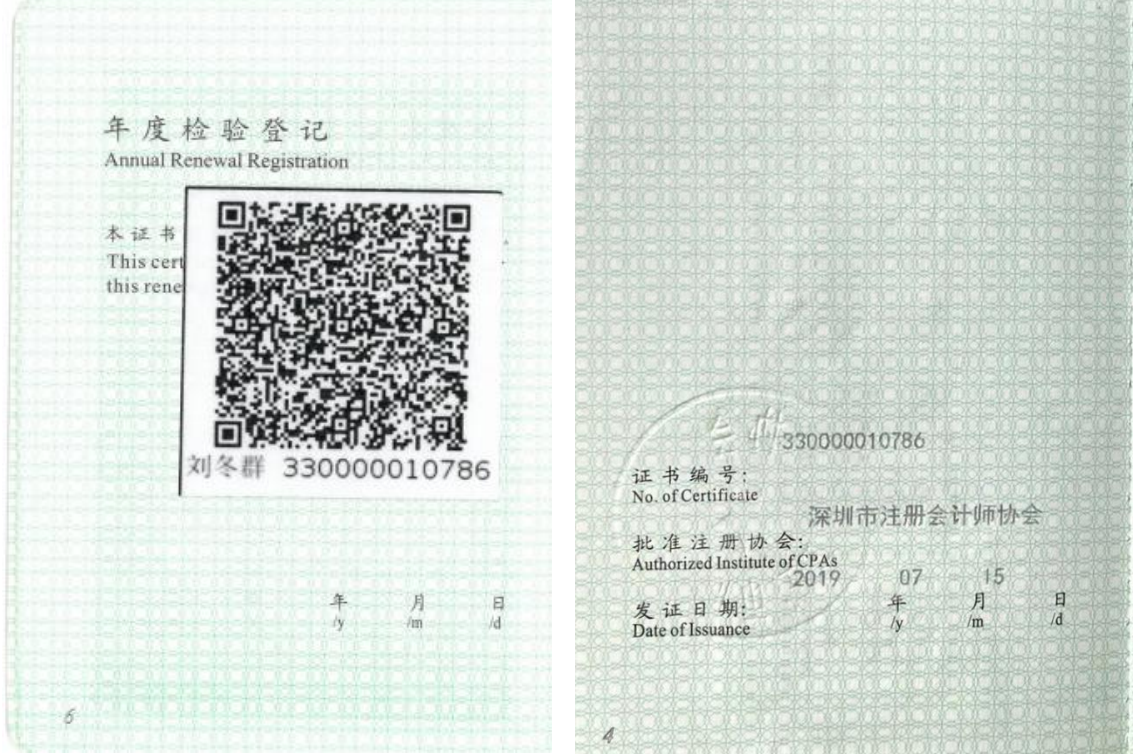 年度检验登记
Annual Renewal Registration
本证书
This cert
this rene
刘冬群 330000010786
年 月 日
/y /m /d
6
330000010786
证书编号:
No. of Certificate
深圳市注册会计师协会
批准注册协会:
Authorized Institute of CPAs
2019 07 15
发证日期: 年 月 日
Date of Issuance /y /m /d
4